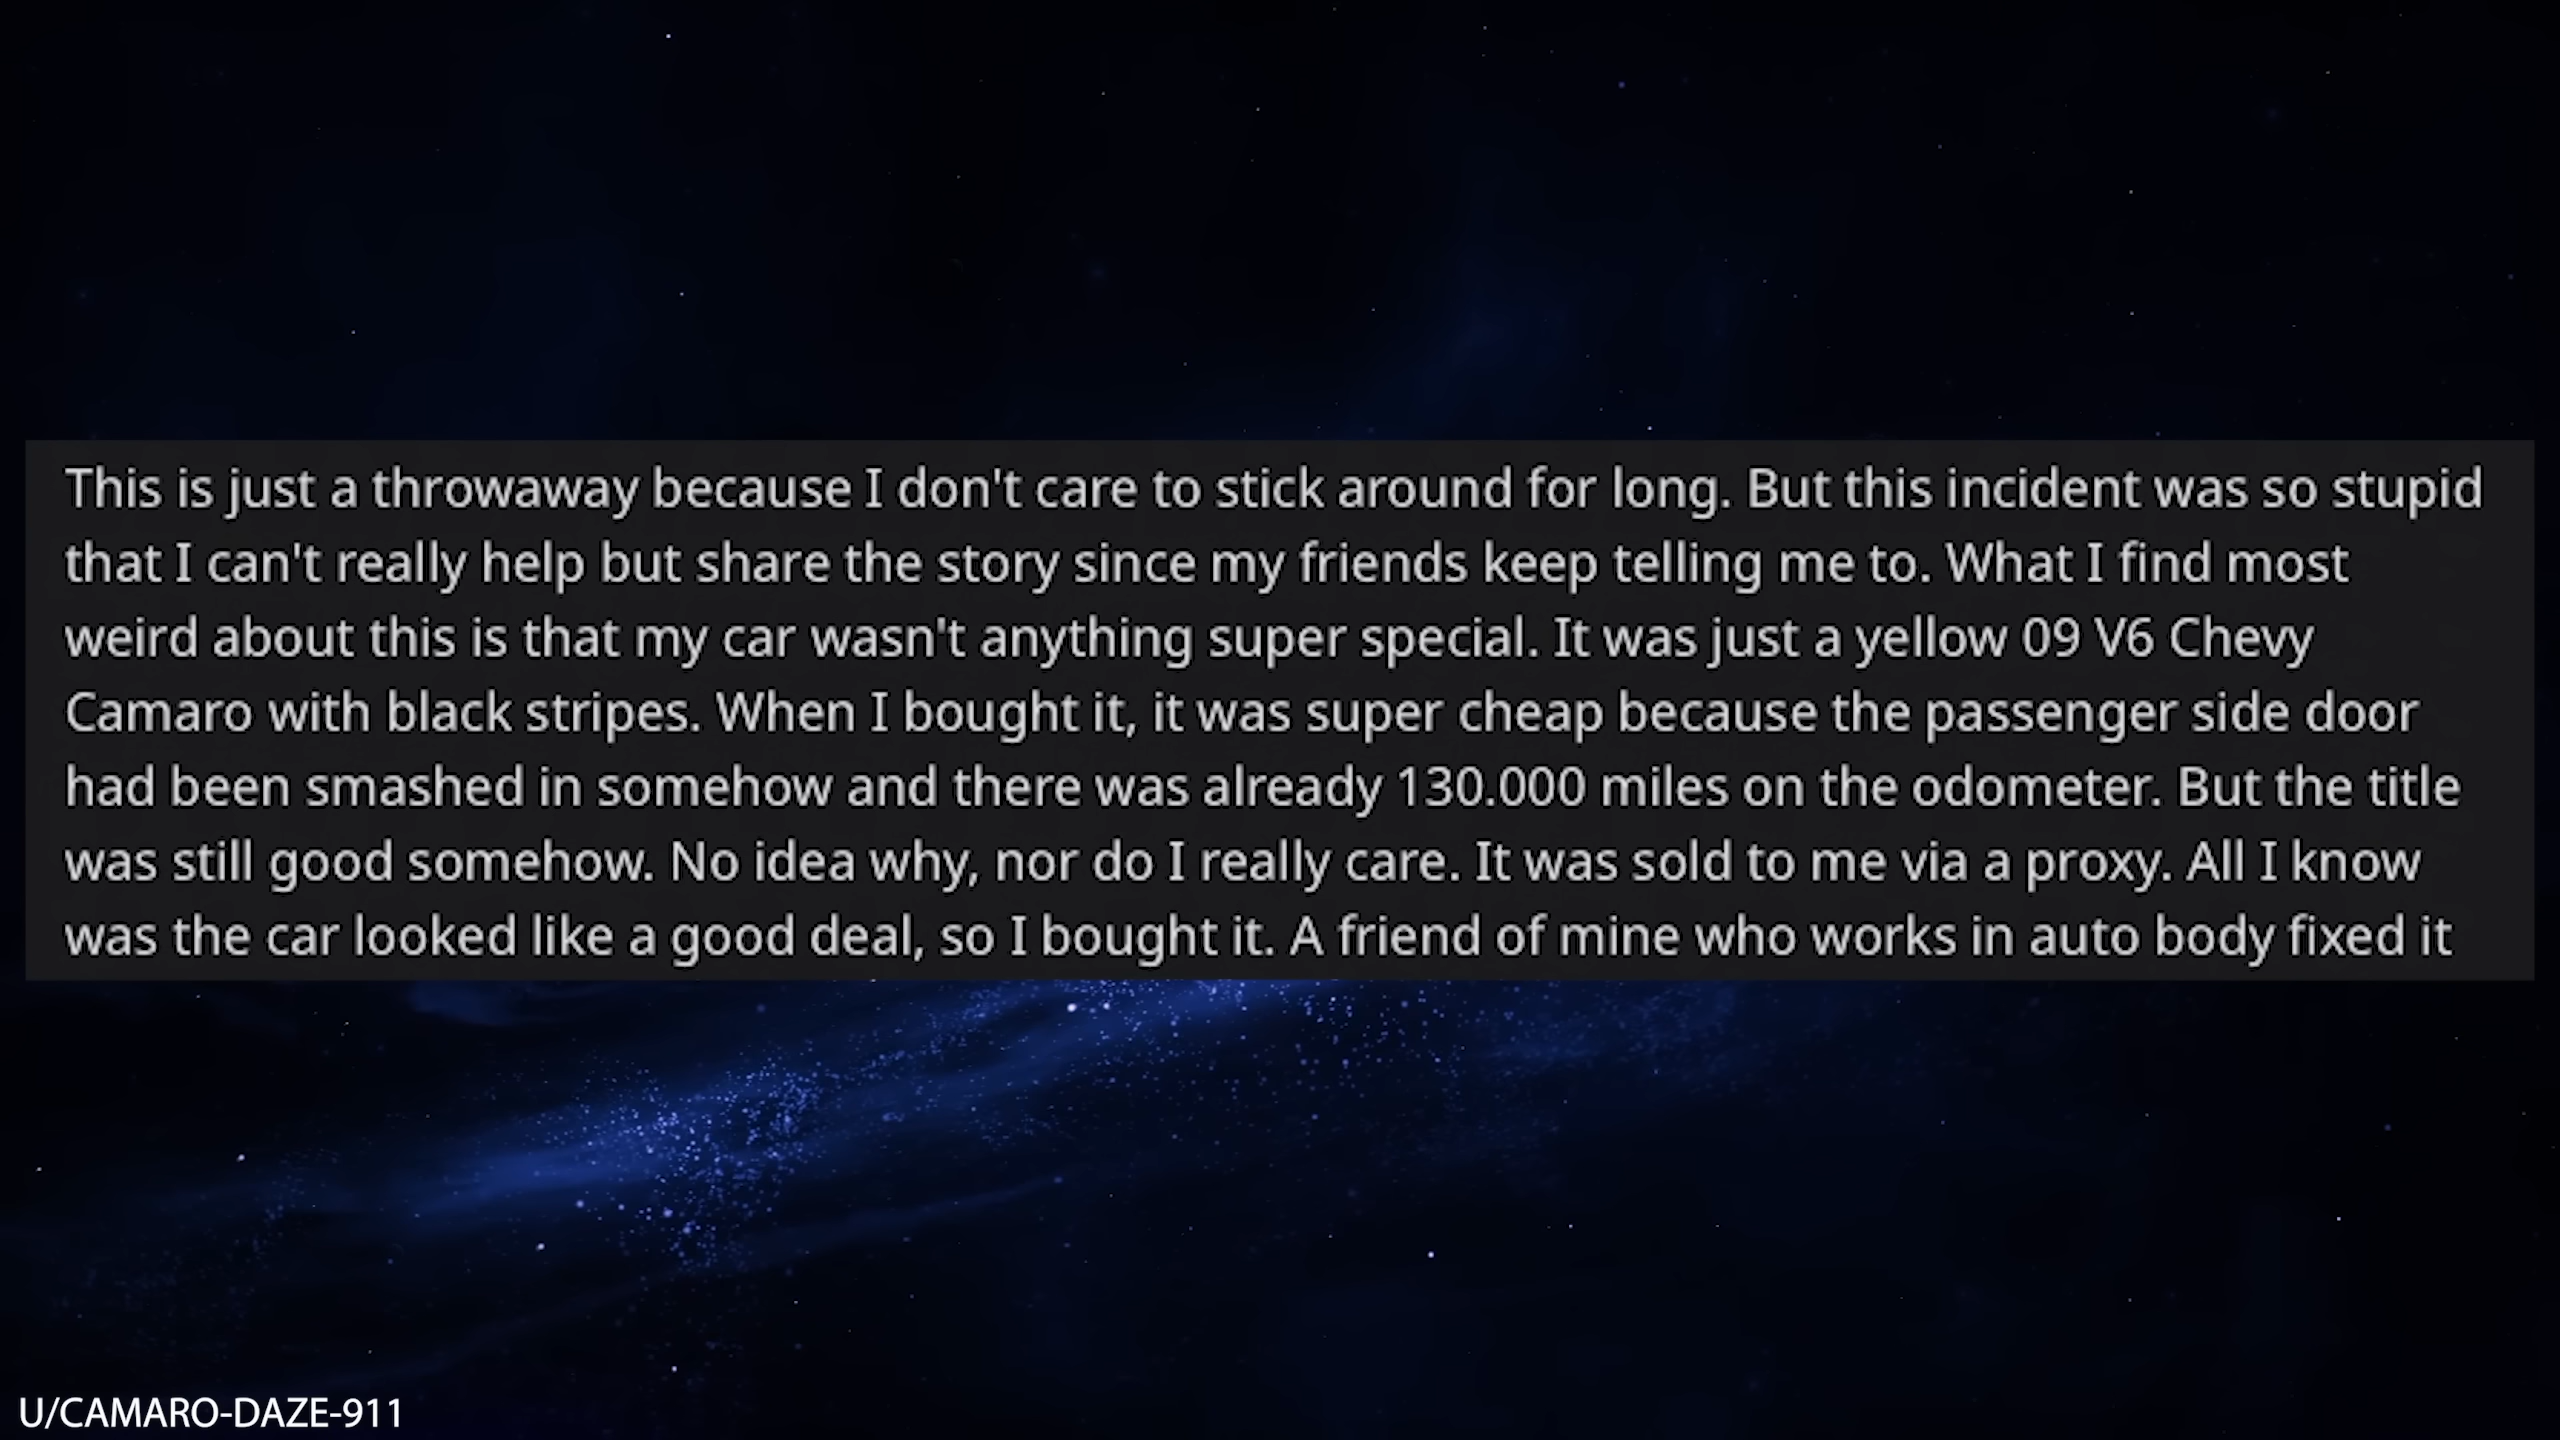 This is just a throwaway because I don't care to stick around for long. But this incident was so stupid
that I can't really help but share the story since my friends keep telling me to. What I find most
weird about this is that my car wasn't anything super special. It was just a yellow 09 V6 Chevy
Camaro with black stripes. When I bought it, it was super cheap because the passenger side door
had been smashed in somehow and there was already 130.000 miles on the odometer. But the title
was still good somehow. No idea why, nor do I really care. It was sold to me via a proxy. All I know
was the car looked like a good deal, so I bought it. A friend of mine who works in auto body fixed it
U/CAMARO-DAZE-911